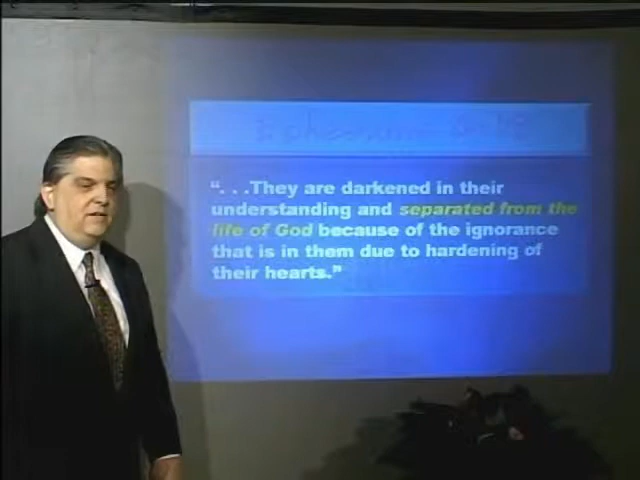 “. . .They are darkened in their
understanding and separated from the
life of God because of the ignorance
that is in them due to hardening of
their hearts.”